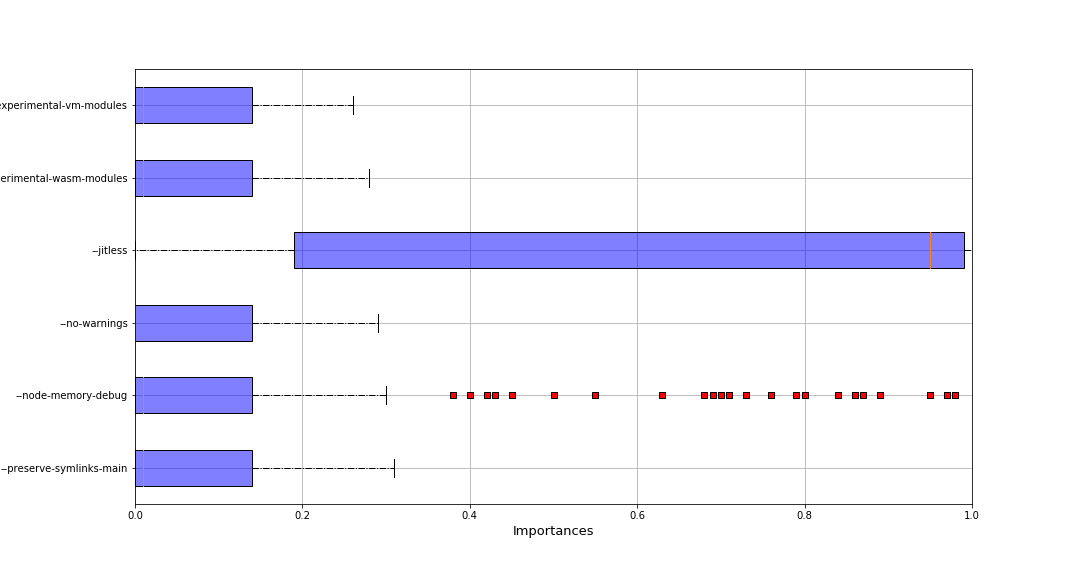 experimental-vm-modules
erimental-wasm-modules
--jitless
--no-warnings
--node-memory-debug
--preserve-symlinks-main
0.0 0.2 0.4 0.6 0.8 1.0
Importances